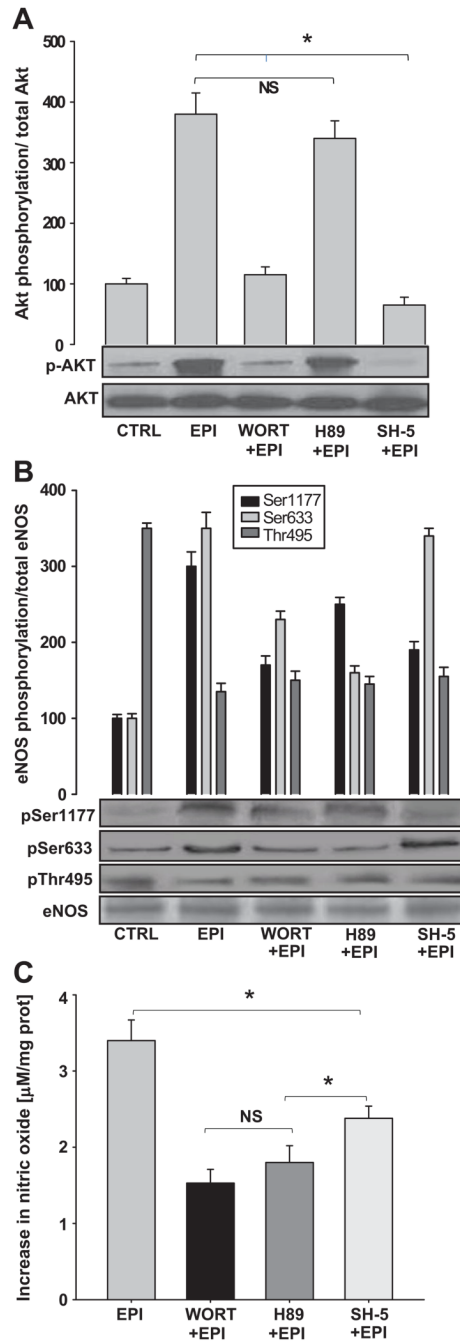 A
Akt phosphorylation/ total Akt
500
400
300
200
100
0
*
NS
p-AKT
AKT
CTRL EPI WORT H89 SH-5
+EPI +EPI +EPI
B
eNOS phosphorylation/total eNOS
400
300
200
100
0
Ser1177
Ser633
Thr495
pSer1177
pSer633
pThr495
eNOS
CTRL EPI WORT H89 SH-5
+EPI +EPI +EPI
C
Increase in nitric oxide [µM/mg prot]
4
3
2
1
0
*
*
NS
EPI WORT H89 SH-5
+EPI +EPI +EPI